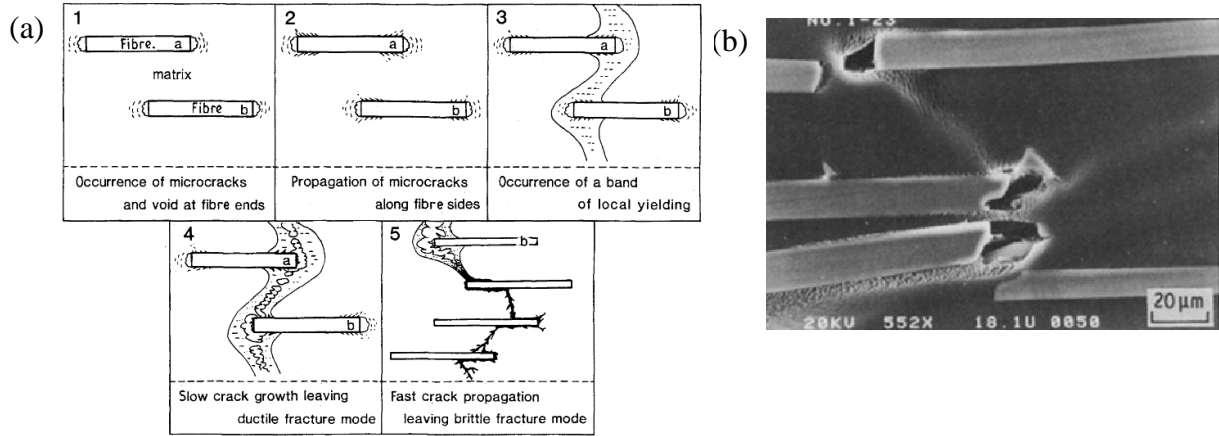 (a)
1
Fibre. a
matrix
Fibre b
Occurrence of microcracks
and void at fibre ends
2
a
b
Propagation of microcracks
along fibre sides
3
a
b
Occurrence of a band
of local yielding
4
a
b
Slow crack growth leaving
ductile fracture mode
5
b
Fast crack propagation
leaving brittle fracture mode
(b)
NO.1-23
20µm
20KV 552X 18.1U 0050